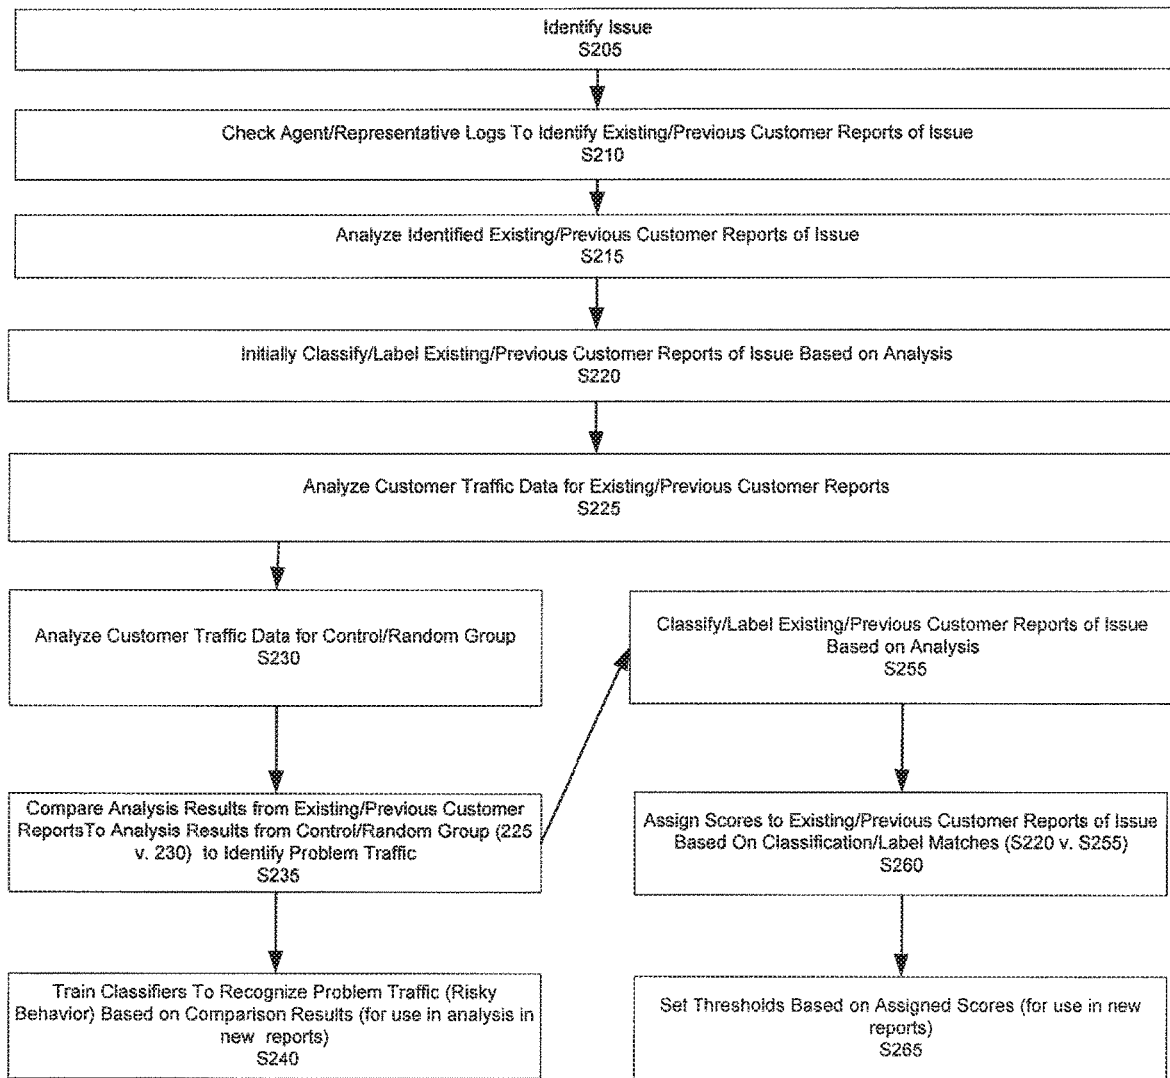 Identify Issue
S205
Check Agent/Representative Logs To Identify Existing/Previous Customer Reports of Issue
S210
Analyze Identified Existing/Previous Customer Reports of Issue
S215
Initially Classify/Label Existing/Previous Customer Reports of Issue Based on Analysis
S220
Analyze Customer Traffic Data for Existing/Previous Customer Reports
S225
Analyze Customer Traffic Data for Control/Random Group
S230
Compare Analysis Results from Existing/Previous Customer
ReportsTo Analysis Results from Control/Random Group (225
v. 230) to Identify Problem Traffic
S235
Train Classifiers To Recognize Problem Traffic (Risky
Behavior) Based on Comparison Results (for use in analysis in
new reports)
S240
Classify/Label Existing/Previous Customer Reports of Issue
Based on Analysis
S255
Assign Scores to Existing/Previous Customer Reports of Issue
Based On Classification/Label Matches (S220 v. S255)
S260
Set Thresholds Based on Assigned Scores (for use in new
reports)
S265